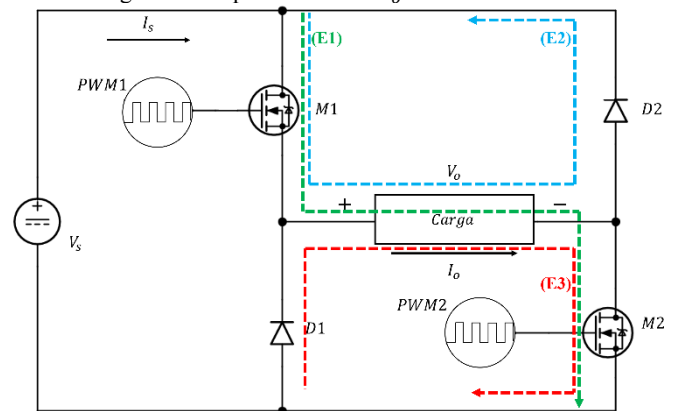 I_s
(E1)
(E2)
PWM1
M1
D2
V_o
+
−
Carga
+
V_s
I_o
(E3)
PWM2
D1
M2